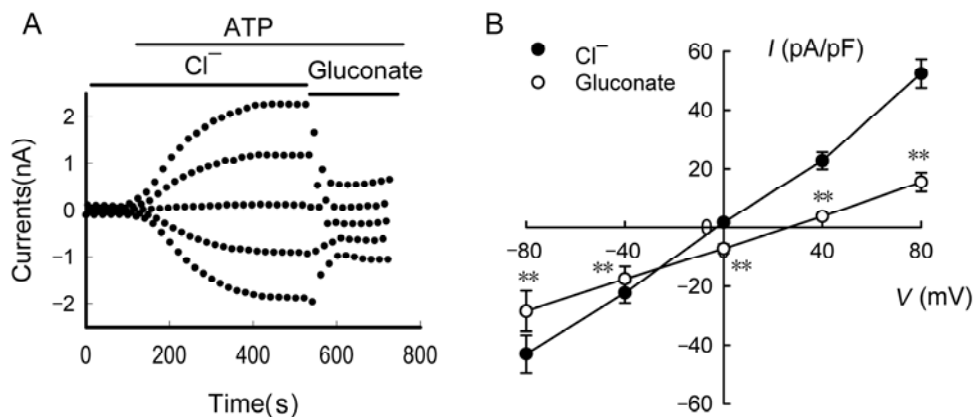 A
ATP
Cl⁻
Gluconate
2
1
0
−1
−2
Currents(nA)
0
200
400
600
800
Time(s)
B
Cl⁻
Gluconate
I (pA/pF)
60
40
20
0
−20
−40
−60
−80
−40
40
80
V (mV)
**
**
**
**
**